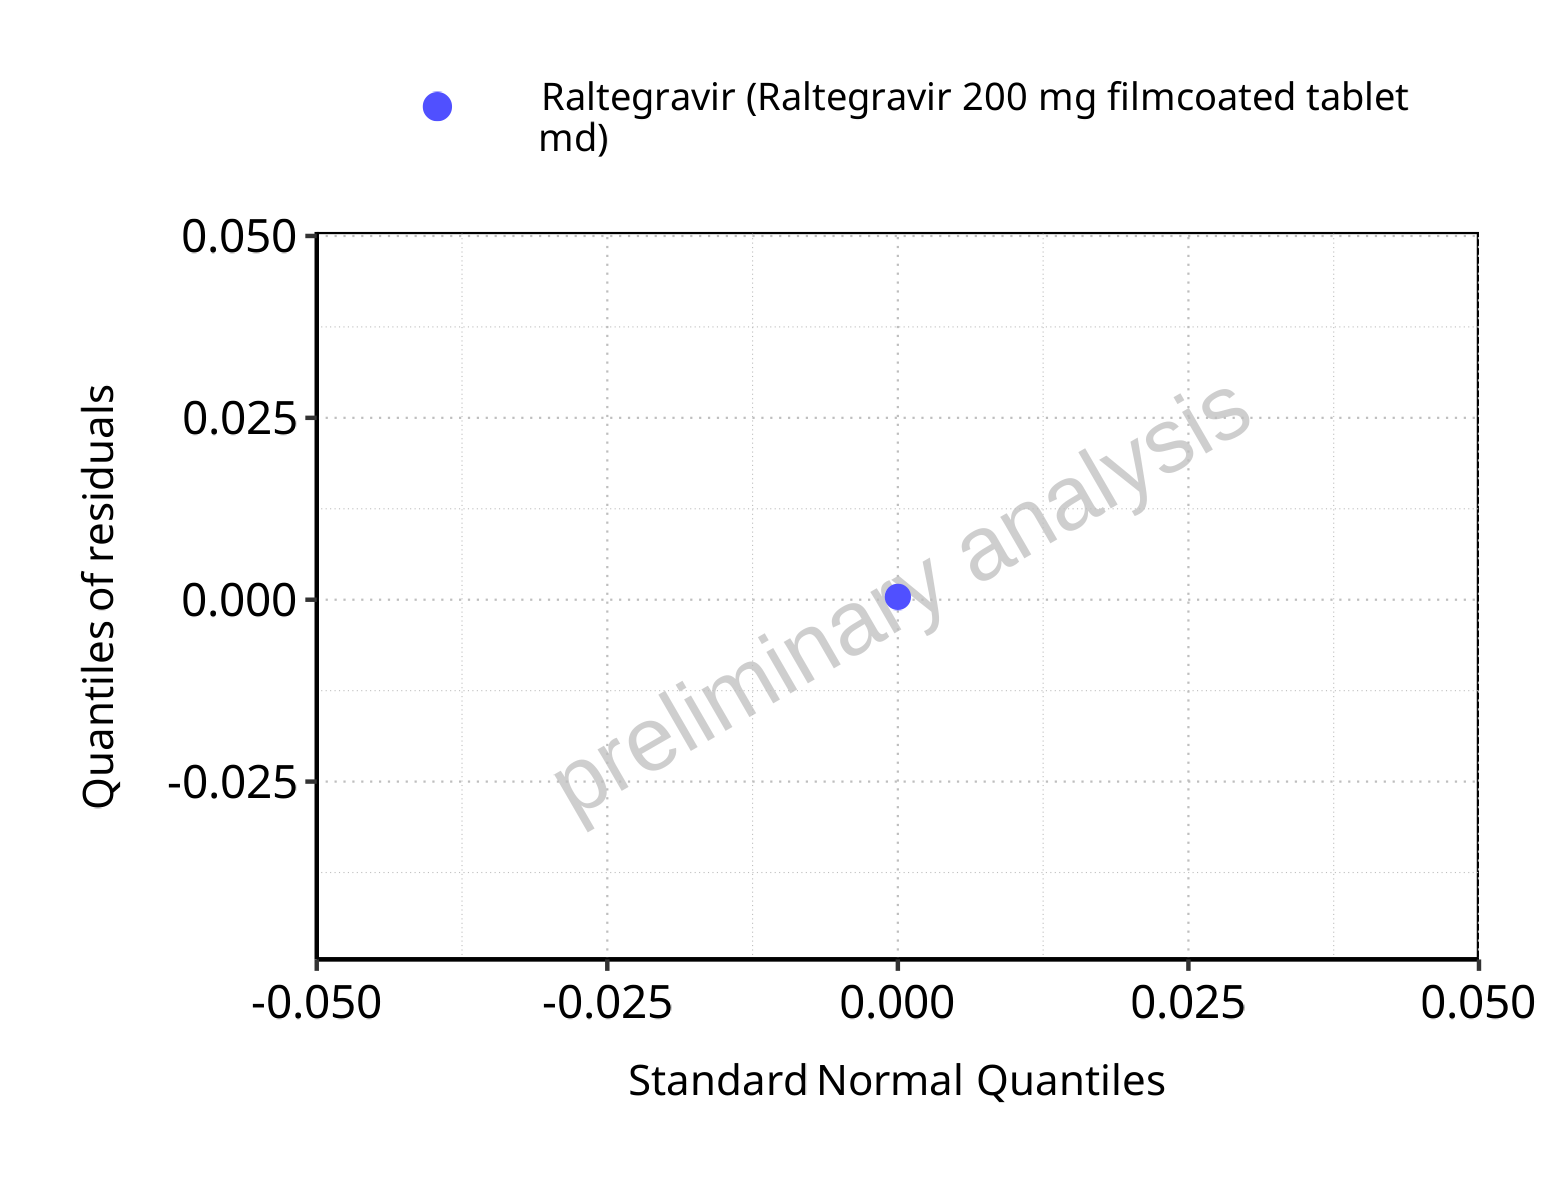 Raltegravir (Raltegravir 200 mg filmcoated tablet
md)
0.050
0.025
0.000
-0.025
Quantiles of residuals
preliminary analysis
-0.050
-0.025
0.000
0.025
0.050
Standard Normal Quantiles